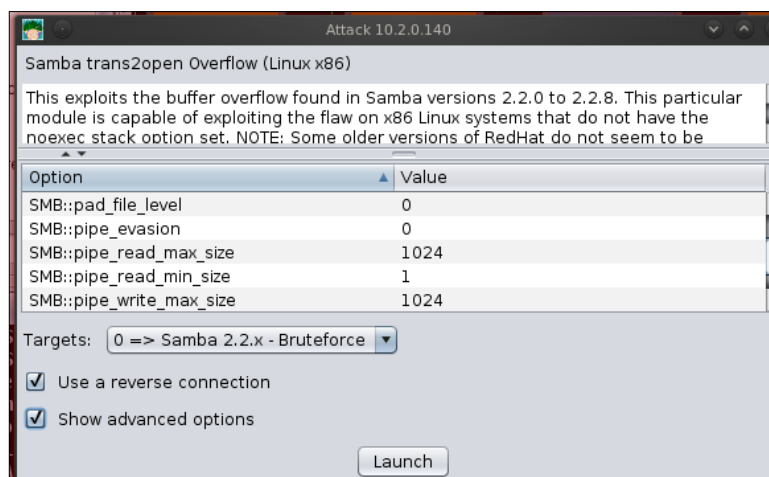 Attack 10.2.0.140
Samba trans2open Overflow (Linux x86)
This exploits the buffer overflow found in Samba versions 2.2.0 to 2.2.8. This particular
module is capable of exploiting the flaw on x86 Linux systems that do not have the
noexec stack option set. NOTE: Some older versions of RedHat do not seem to be
Option Value
SMB::pad_file_level 0
SMB::pipe_evasion 0
SMB::pipe_read_max_size 1024
SMB::pipe_read_min_size 1
SMB::pipe_write_max_size 1024
Targets: 0 => Samba 2.2.x - Bruteforce
Use a reverse connection
Show advanced options
Launch